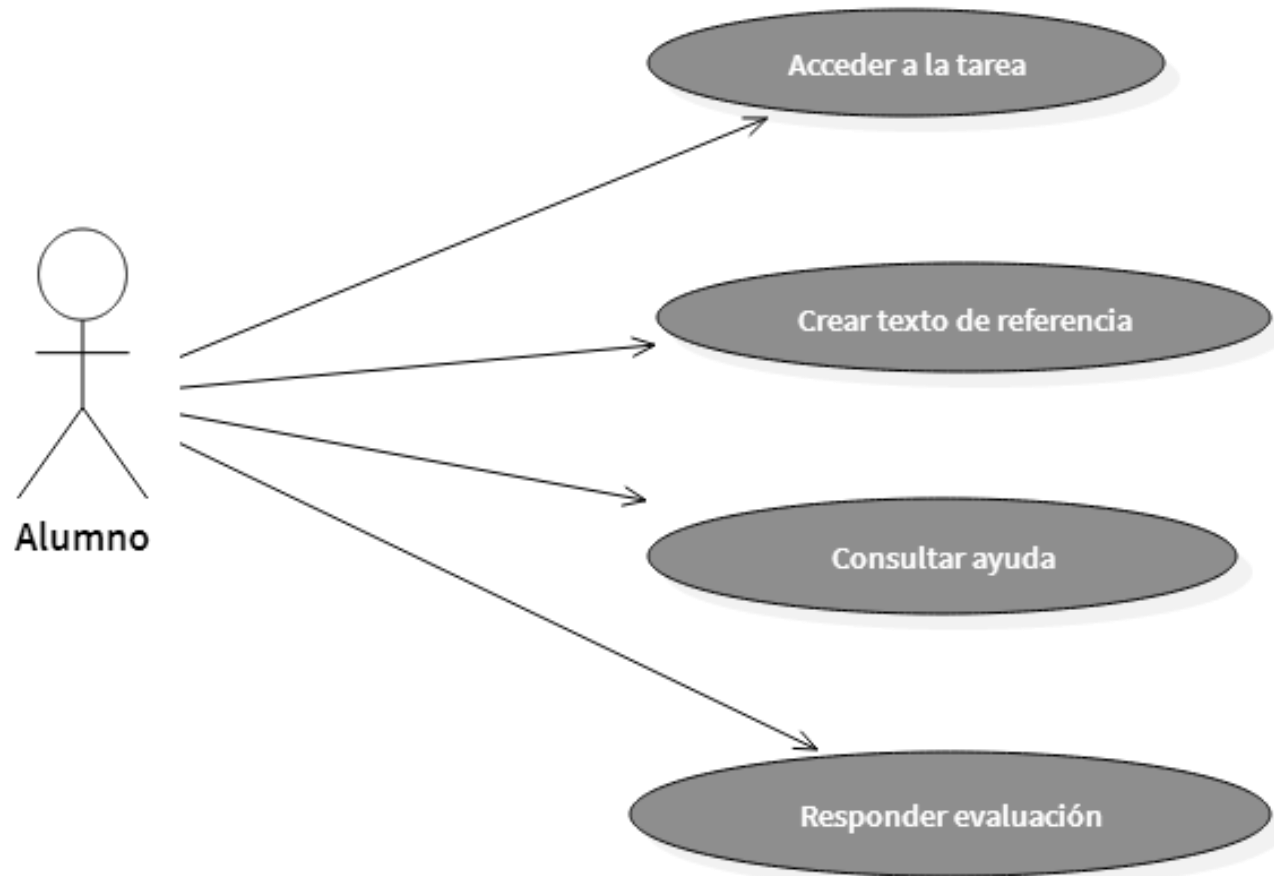 Acceder a la tarea
Crear texto de referencia
Consultar ayuda
Alumno
Responder evaluación